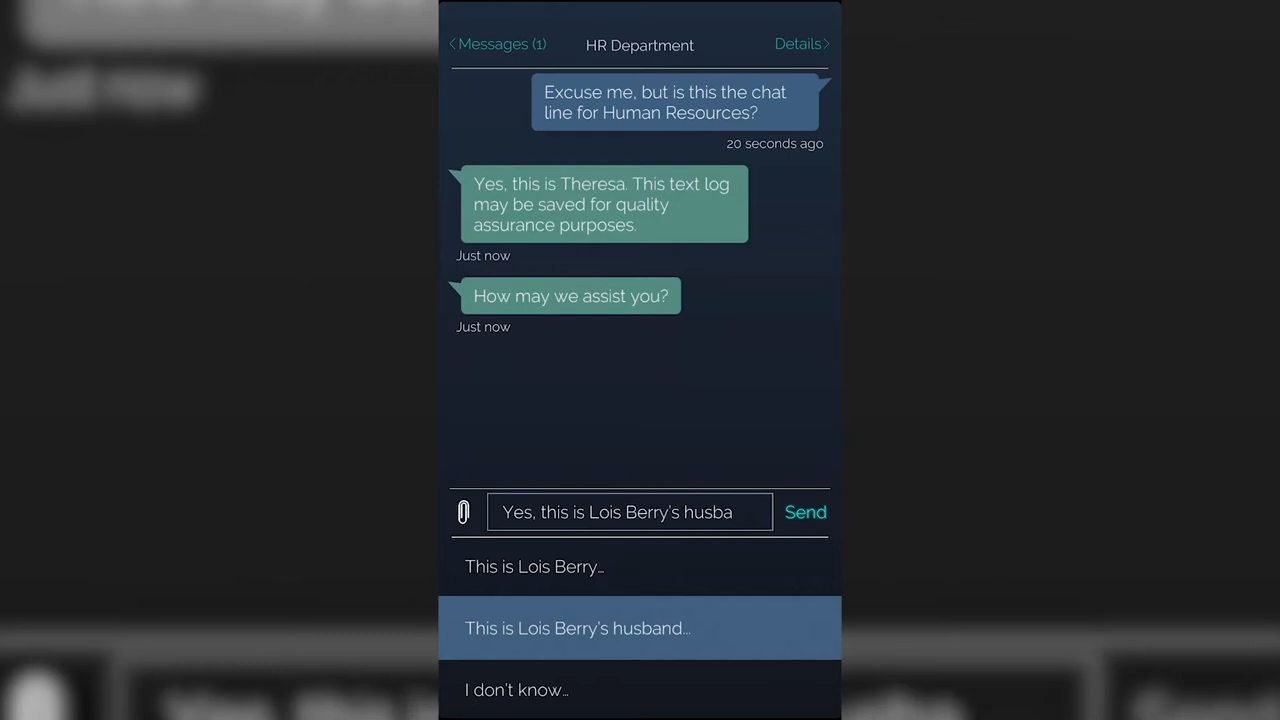 Messages (1)
HR Department
Details
Excuse me, but is this the chat
line for Human Resources?
20 seconds ago
Yes, this is Theresa. This text log
may be saved for quality
assurance purposes.
Just now
How may we assist you?
Just now
Yes, this is Lois Berry's husba
Send
This is Lois Berry...
This is Lois Berry's husband...
I don't know...